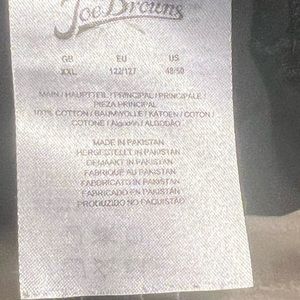 Joe Browns
GB EU US
XXL 122/127 48/50
MAIN / HAUPTTEIL / PRINCIPAL / PRINCIPALE /
PIEZA PRINCIPAL
100% COTTON / BAUMWOLLE / KATOEN / COTON /
COTONE / Algodón / ALGODÃO
MADE IN PAKISTAN
HERGESTELLT IN PAKISTAN
GEMAAKT IN PAKISTAN
FABRIQUÉ AU PAKISTAN
FABBRICATO IN PAKISTAN
FABRICADO EN PAKISTAN
PRODUZIDO NO PAQUISTÃO